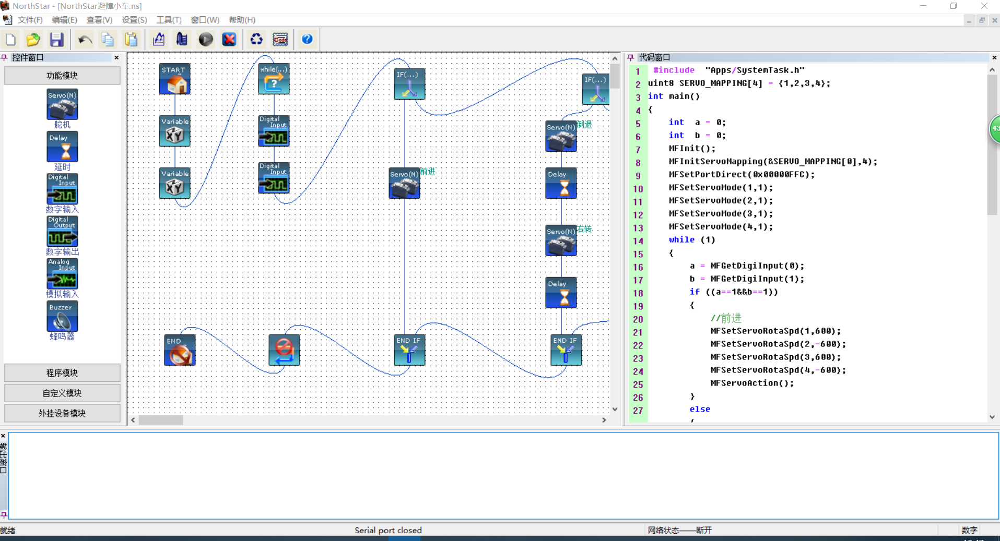 NorthStar - [NorthStar避障小车.ns]
文件(F) 编辑(E) 查看(V) 设置(S) 工具(T) 窗口(W) 帮助(H)
Code
控件窗口
功能模块
Servo(N)
舵机
Delay
延时
Digital Input
数字输入
Digital Output
数字输出
Analog Input
模拟输入
Buzzer
蜂鸣器
程序模块
自定义模块
外挂设备模块
START
Variable
Variable
while(...)
Digital Input
Digital Input
IF(...)
Servo(N)
前进
IF(...)
Servo(N)
倒退
Delay
Servo(N)
右转
Delay
END
END IF
END IF
代码窗口
1 #include "Apps/SystemTask.h"
2 uint8 SERVO_MAPPING[4] = {1,2,3,4};
3 int main()
4 {
5 int a = 0;
6 int b = 0;
7 MFInit();
8 MFInitServoMapping(&SERVO_MAPPING[0],4);
9 MFSetPortDirect(0x00000FFC);
10 MFSetServoMode(1,1);
11 MFSetServoMode(2,1);
12 MFSetServoMode(3,1);
13 MFSetServoMode(4,1);
14 while (1)
15 {
16 a = MFGetDigiInput(0);
17 b = MFGetDigiInput(1);
18 if ((a==1&&b==1))
19 {
20 //前进
21 MFSetServoRotaSpd(1,600);
22 MFSetServoRotaSpd(2,-600);
23 MFSetServoRotaSpd(3,600);
24 MFSetServoRotaSpd(4,-600);
25 MFServoAction();
26 }
27 else
43
就绪
Serial port closed
网络状态——断开
数字